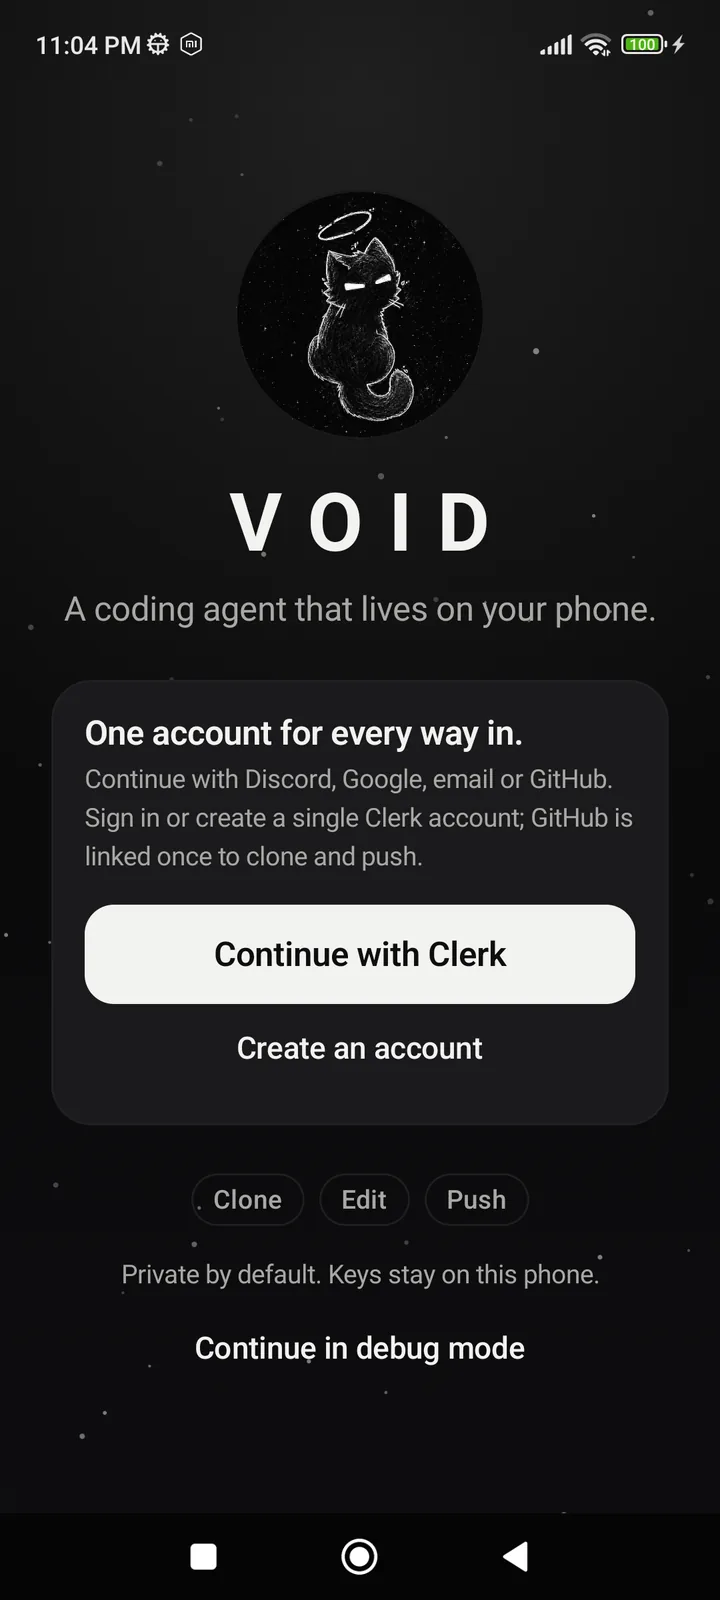 11:04 PM
100
VOID
A coding agent that lives on your phone.
One account for every way in.
Continue with Discord, Google, email or GitHub.
Sign in or create a single Clerk account; GitHub is
linked once to clone and push.
Continue with Clerk
Create an account
Clone Edit Push
Private by default. Keys stay on this phone.
Continue in debug mode